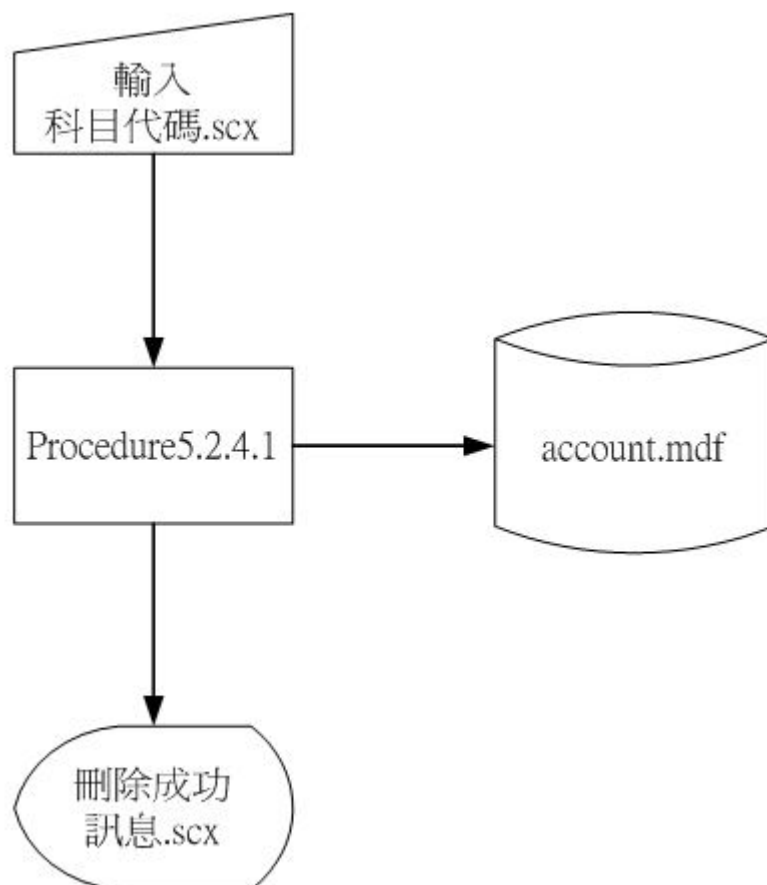 輸入
科目代碼.scx
Procedure5.2.4.1
account.mdf
刪除成功
訊息.scx